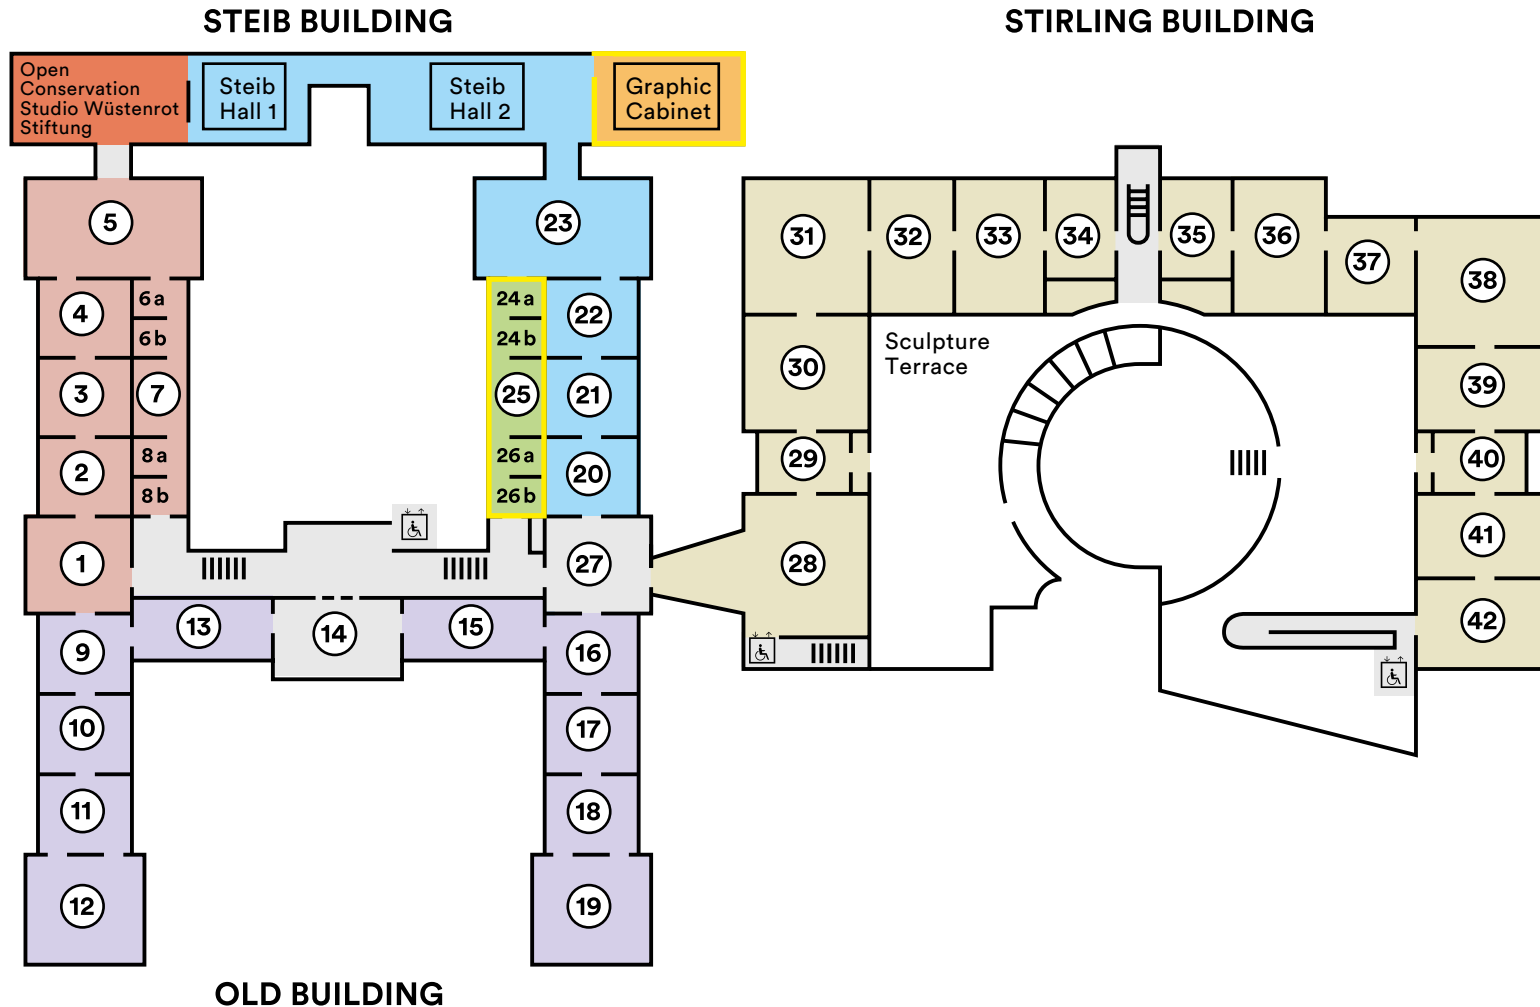 STEIB BUILDING
STIRLING BUILDING
Open
Conservation
Studio Wüstenrot
Stiftung
Steib
Hall 1
Steib
Hall 2
Graphic
Cabinet
5
23
31
32
33
34
35
36
37
38
4
6a
6b
24a
24b
22
30
Sculpture
Terrace
3
7
25
21
39
2
8a
8b
26a
26b
20
29
40
1
27
28
41
13
14
15
42
9
16
10
17
11
18
12
19
OLD BUILDING